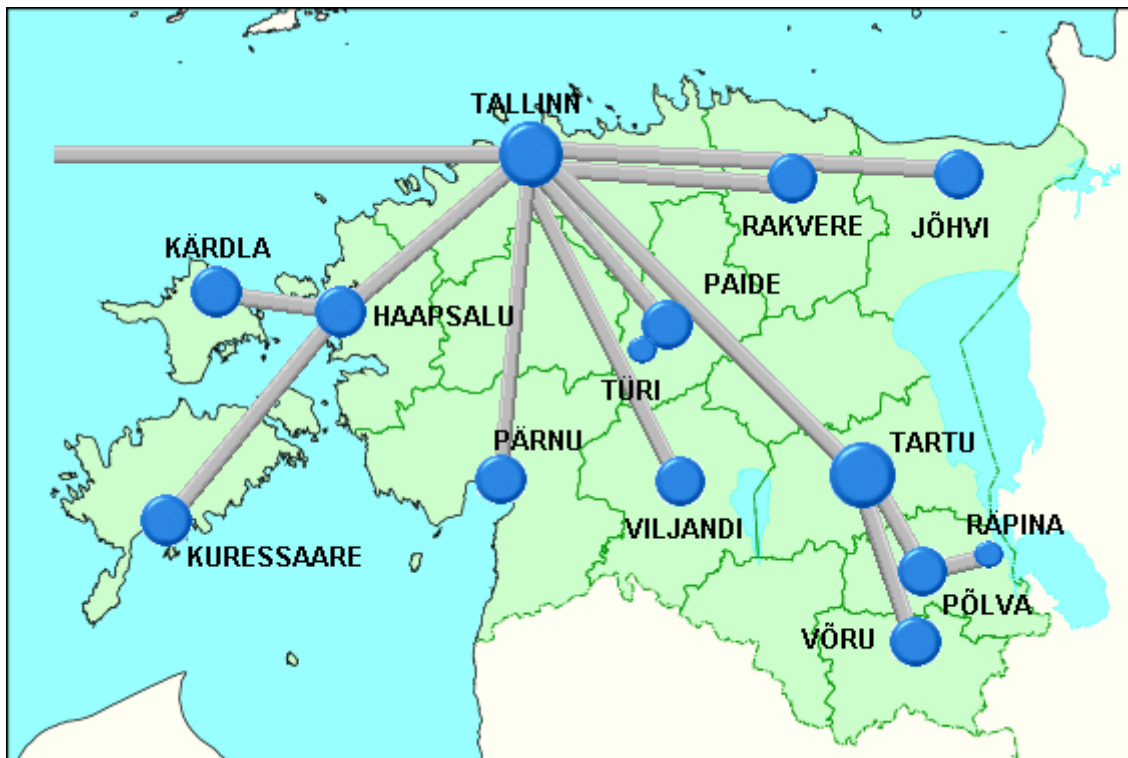 TALLINN
RAKVERE
JÕHVI
KÄRDLA
PAIDE
HAAPSALU
TÜRI
PÄRNU
TARTU
VILJANDI
RÄPINA
KURESSAARE
PÕLVA
VÕRU